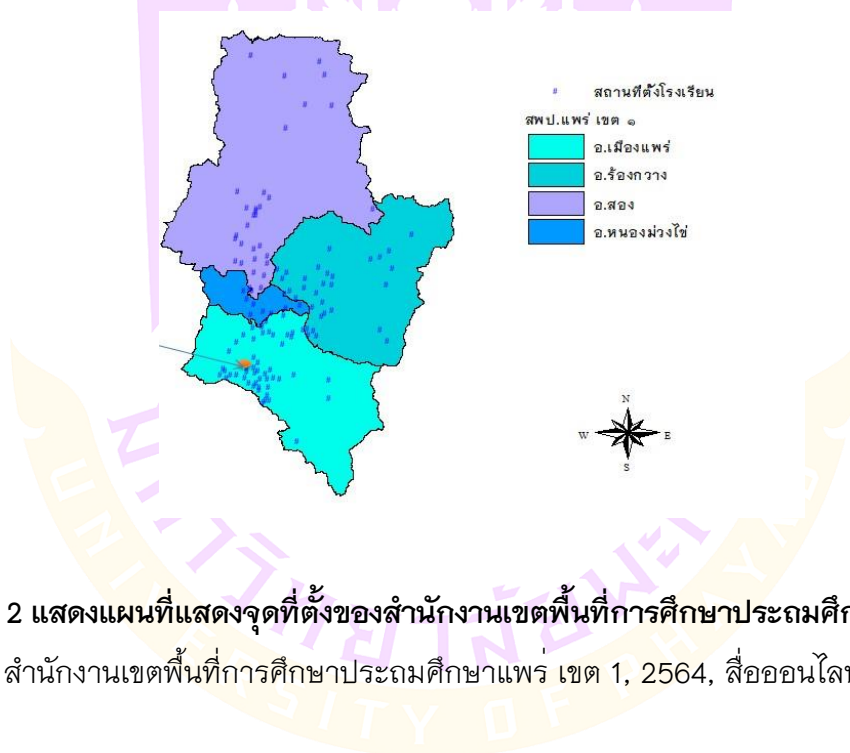 # สถานที่ตั้งโรงเรียน
สพป.แพร่ เขต ๑
อ.เมืองแพร่
อ.ร้องกวาง
อ.สอง
อ.หนองม่วงไข่
N
W E
S
2 แสดงแผนที่แสดงจุดที่ตั้งของสำนักงานเขตพื้นที่การศึกษาประถมศึก
สำนักงานเขตพื้นที่การศึกษาประถมศึกษาแพร่ เขต 1, 2564, สื่อออนไลน
UNIVERSITY OF PHAYAO